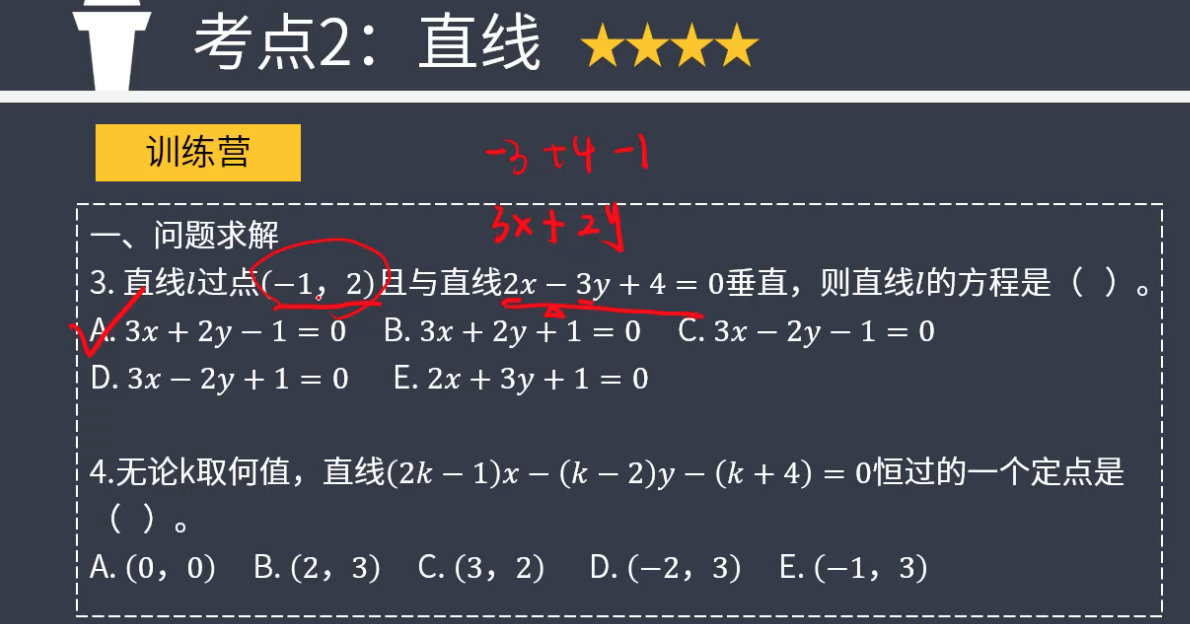 考点2：直线
训练营
-3+4-1
3x+2y
一、问题求解
3. 直线l过点(−1，2)且与直线2x − 3y + 4 = 0垂直，则直线l的方程是（ ）。
A. 3x + 2y − 1 = 0 B. 3x + 2y + 1 = 0 C. 3x − 2y − 1 = 0
D. 3x − 2y + 1 = 0 E. 2x + 3y + 1 = 0
4.无论k取何值，直线(2k − 1)x − (k − 2)y − (k + 4) = 0恒过的一个定点是
（ ）。
A. (0，0) B. (2，3) C. (3，2) D. (−2，3) E. (−1，3)